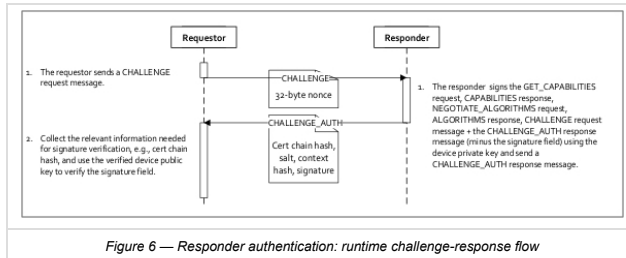 Requestor
Responder
1. The requestor sends a CHALLENGE
request message.
CHALLENGE
32-byte nonce
1. The responder signs the GET_CAPABILITIES
request, CAPABILITIES response,
NEGOTIATE_ALGORITHMS request,
ALGORITHMS response, CHALLENGE request
message + the CHALLENGE_AUTH response
message (minus the signature field) using the
device private key and send a
CHALLENGE_AUTH response message.
CHALLENGE_AUTH
2. Collect the relevant information needed
for signature verification, e.g., cert chain
hash, and use the verified device public
key to verify the signature field.
Cert chain hash,
salt, context
hash, signature
Figure 6 — Responder authentication: runtime challenge-response flow